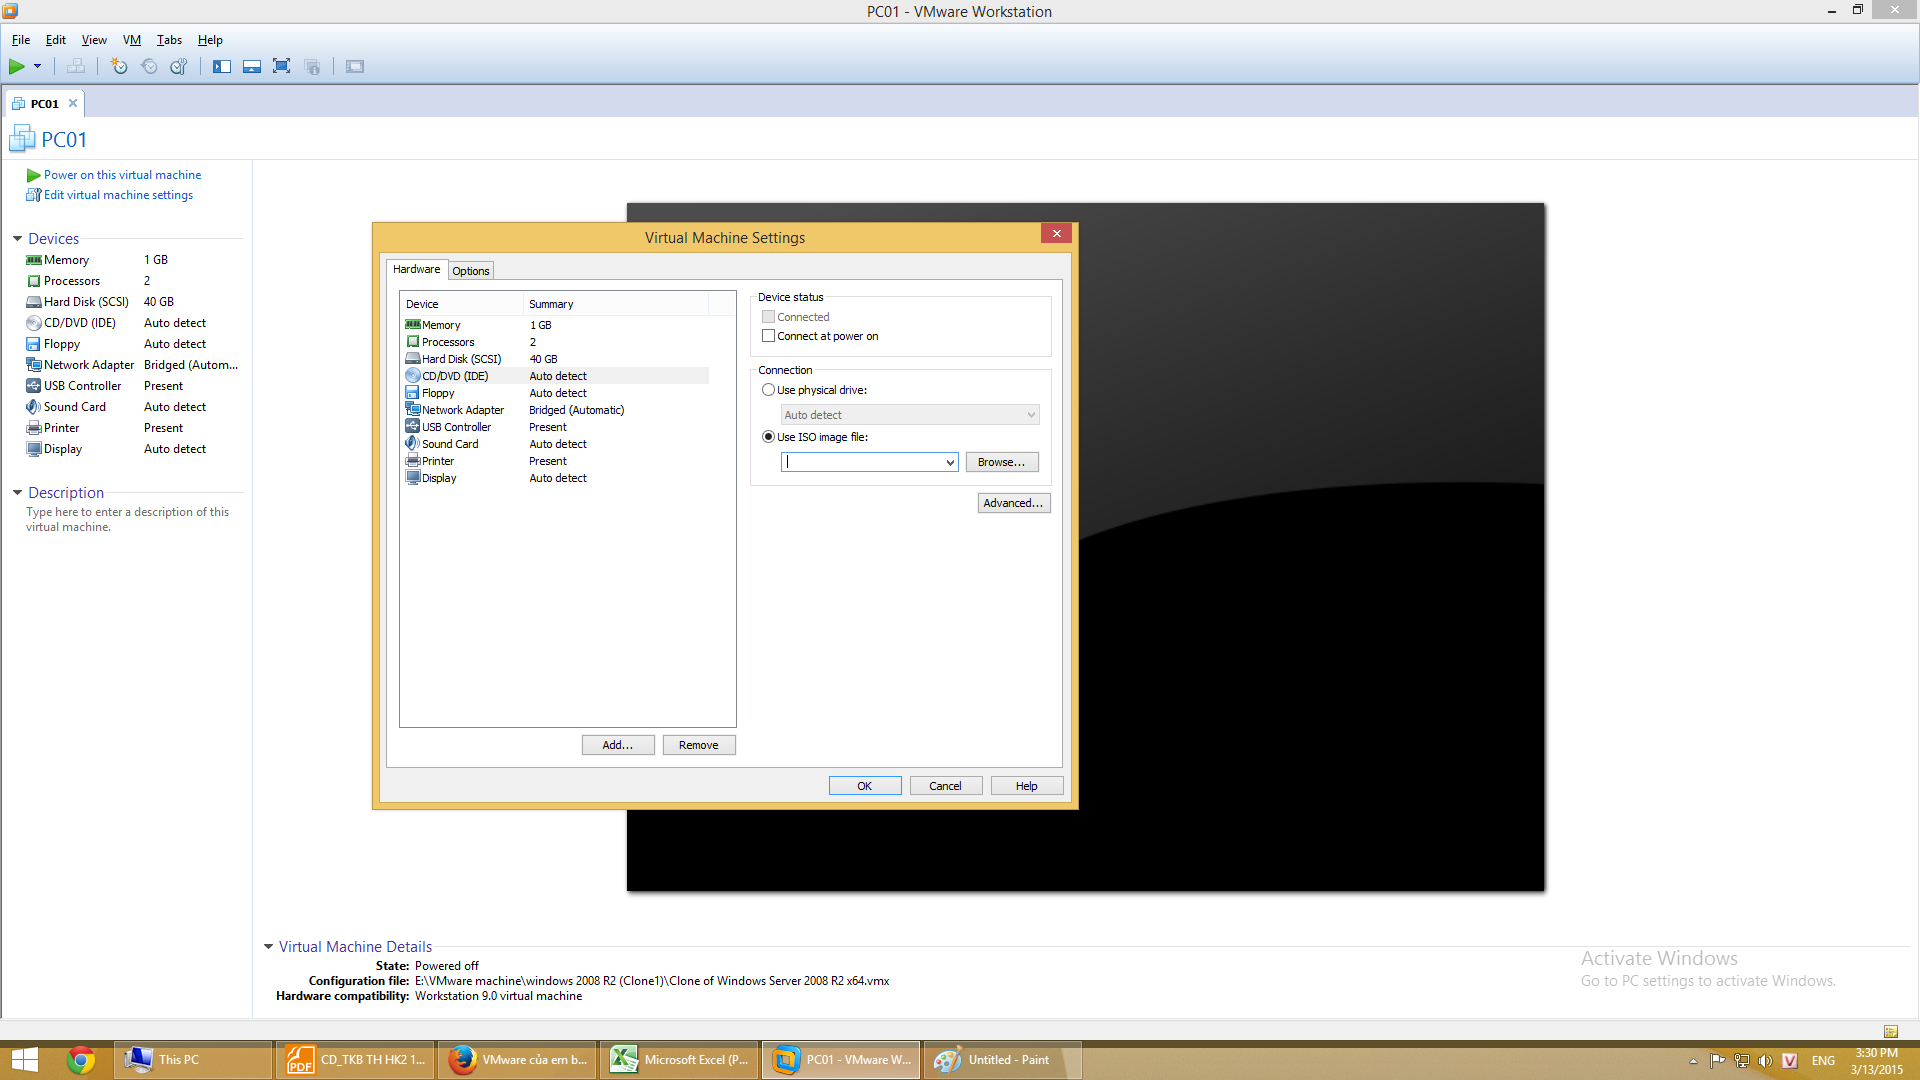 PC01 - VMware Workstation
File Edit View VM Tabs Help
PC01
PC01
Power on this virtual machine
Edit virtual machine settings
Devices
Memory 1 GB
Processors 2
Hard Disk (SCSI) 40 GB
CD/DVD (IDE) Auto detect
Floppy Auto detect
Network Adapter Bridged (Autom...
USB Controller Present
Sound Card Auto detect
Printer Present
Display Auto detect
Description
Type here to enter a description of this
virtual machine.
Virtual Machine Settings
Hardware Options
Device Summary
Memory 1 GB
Processors 2
Hard Disk (SCSI) 40 GB
CD/DVD (IDE) Auto detect
Floppy Auto detect
Network Adapter Bridged (Automatic)
USB Controller Present
Sound Card Auto detect
Printer Present
Display Auto detect
Add... Remove
Device status
Connected
Connect at power on
Connection
Use physical drive:
Auto detect
Use ISO image file:
Browse...
Advanced...
OK Cancel Help
Virtual Machine Details
State: Powered off
Configuration file: E:\VMware machine\windows 2008 R2 (Clone1)\Clone of Windows Server 2008 R2 x64.vmx
Hardware compatibility: Workstation 9.0 virtual machine
Activate Windows
Go to PC settings to activate Windows.
This PC
PDF
CD_TKB TH HK2 1...
VMware của em b...
Microsoft Excel (P...
PC01 - VMware W...
Untitled - Paint
V
ENG
3:30 PM
3/13/2015